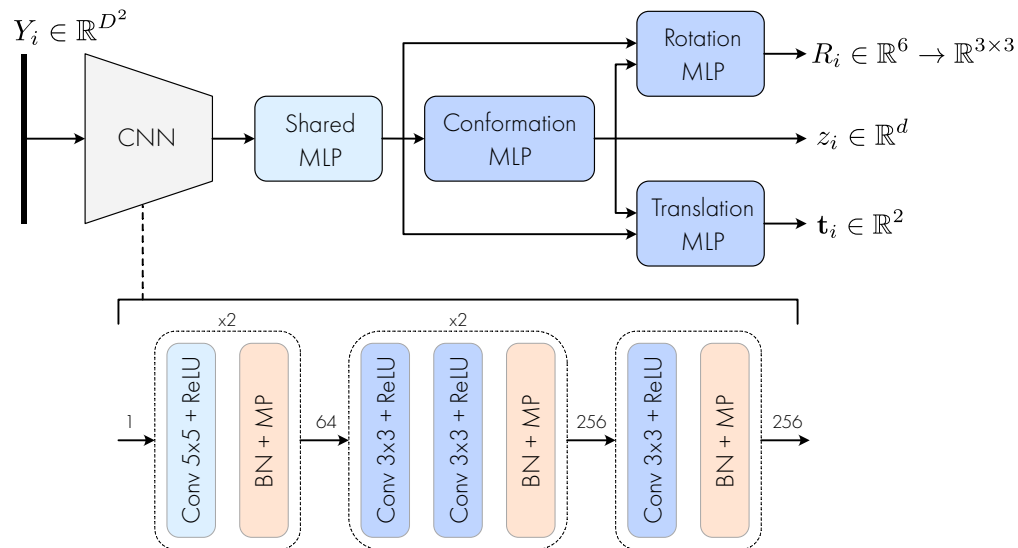 Y_i ∈ ℝ^{D^2}
CNN
Shared
MLP
Conformation
MLP
Rotation
MLP
Translation
MLP
R_i ∈ ℝ^6 → ℝ^{3×3}
z_i ∈ ℝ^d
𝐭_i ∈ ℝ^2
x2
x2
1
Conv 5x5 + ReLU
BN + MP
64
Conv 3x3 + ReLU
Conv 3x3 + ReLU
BN + MP
256
Conv 3x3 + ReLU
BN + MP
256